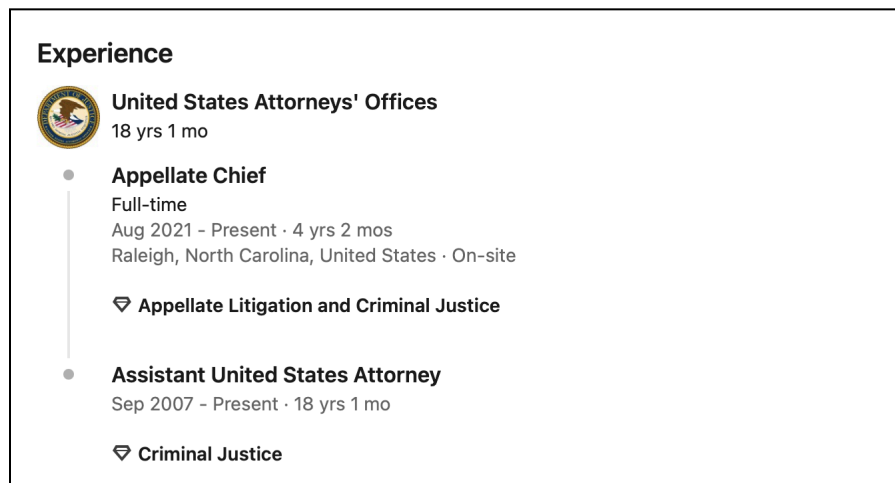 Experience
United States Attorneys' Offices
18 yrs 1 mo
Appellate Chief
Full-time
Aug 2021 - Present · 4 yrs 2 mos
Raleigh, North Carolina, United States · On-site
Appellate Litigation and Criminal Justice
Assistant United States Attorney
Sep 2007 - Present · 18 yrs 1 mo
Criminal Justice